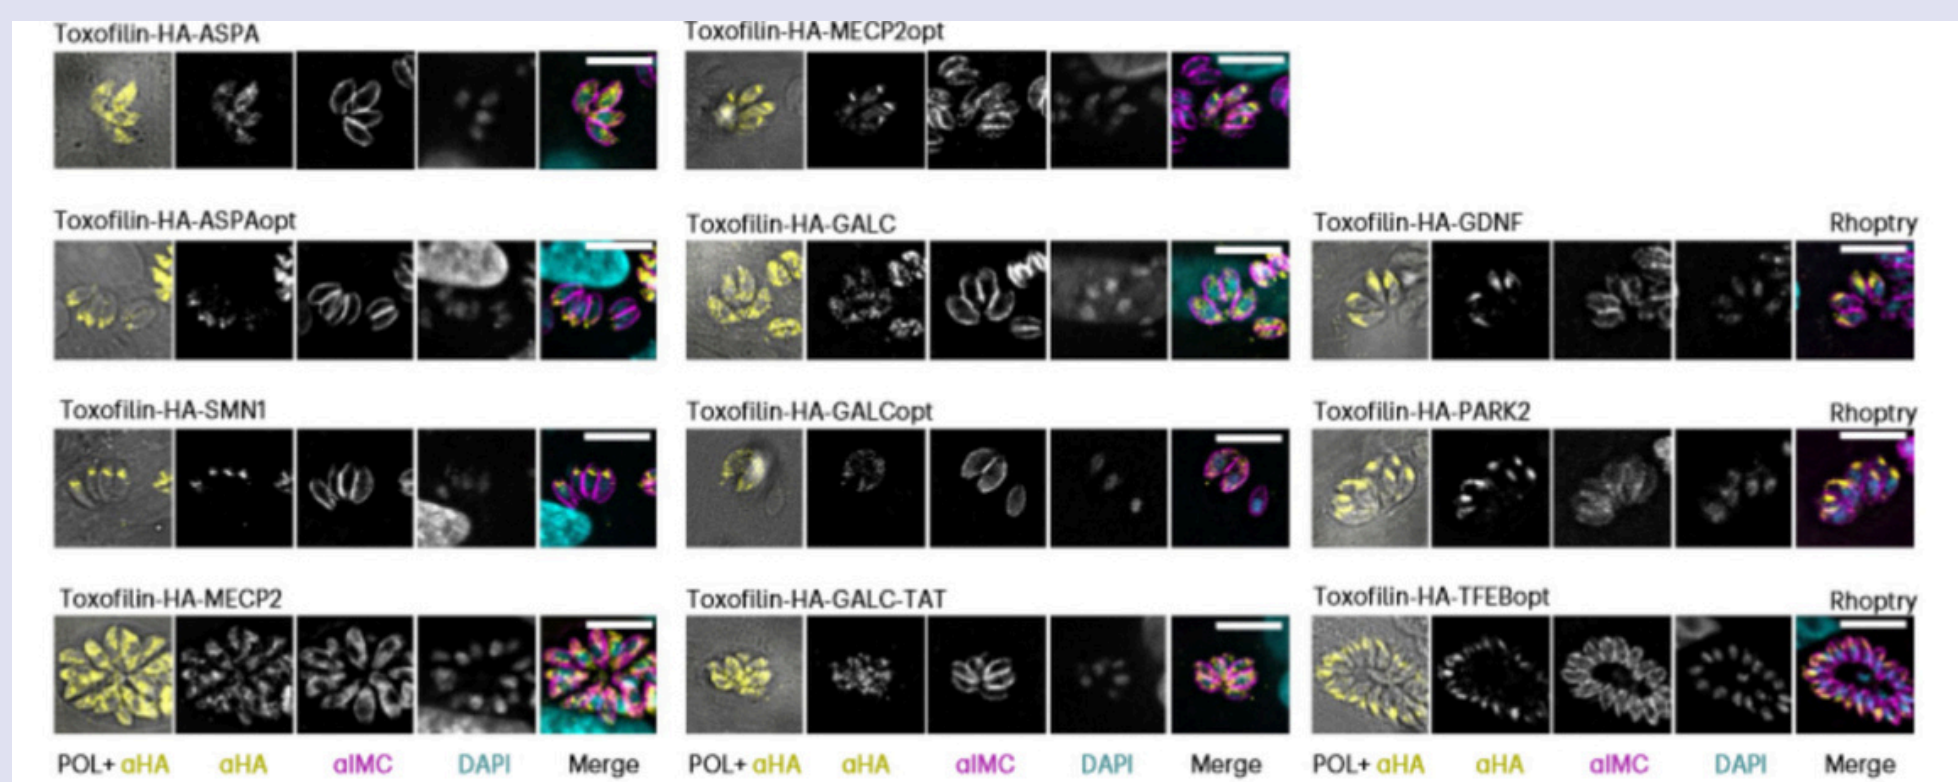 Toxofilin-HA-ASPA
Toxofilin-HA-MECP2opt
Toxofilin-HA-ASPAopt
Toxofilin-HA-GALC
Toxofilin-HA-GDNF
Rhoptry
Toxofilin-HA-SMN1
Toxofilin-HA-GALCopt
Toxofilin-HA-PARK2
Rhoptry
Toxofilin-HA-MECP2
Toxofilin-HA-GALC-TAT
Toxofilin-HA-TFEBopt
Rhoptry
POL+ αHA αHA αIMC DAPI Merge
POL+ αHA αHA αIMC DAPI Merge
POL+ αHA αHA αIMC DAPI Merge